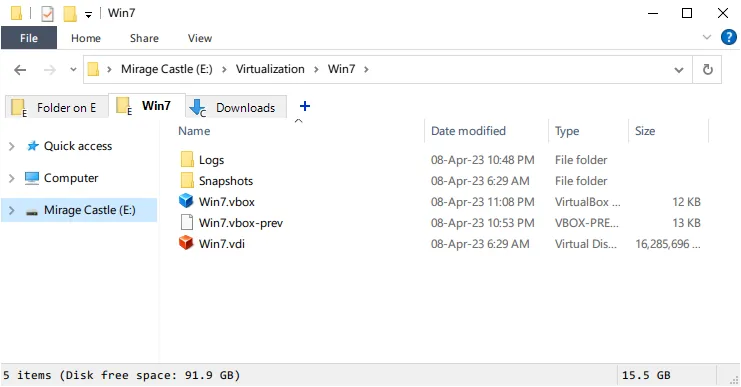 Win7
File Home Share View
Mirage Castle (E:) Virtualization Win7
E Folder on E E Win7 C Downloads
Name Date modified Type Size
Quick access
Computer
Mirage Castle (E:)
Logs 08-Apr-23 10:48 PM File folder
Snapshots 08-Apr-23 6:29 AM File folder
Win7.vbox 08-Apr-23 11:08 PM VirtualBox ... 12 KB
Win7.vbox-prev 08-Apr-23 10:53 PM VBOX-PRE... 13 KB
Win7.vdi 08-Apr-23 6:29 AM Virtual Dis... 16,285,696 ...
5 items (Disk free space: 91.9 GB) 15.5 GB